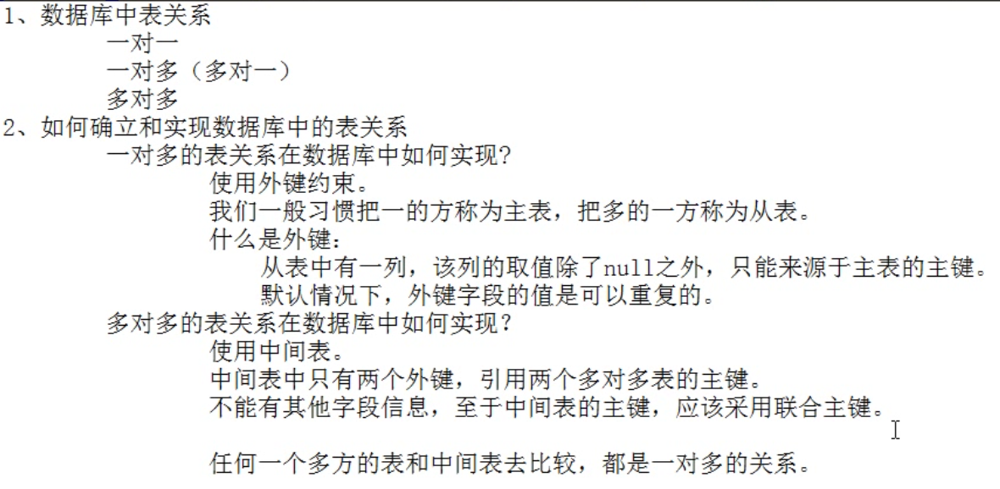 1、数据库中表关系
一对一
一对多（多对一）
多对多
2、如何确立和实现数据库中的表关系
一对多的表关系在数据库中如何实现?
使用外键约束。
我们一般习惯把一的方称为主表，把多的一方称为从表。
什么是外键:
从表中有一列，该列的取值除了null之外，只能来源于主表的主键。
默认情况下，外键字段的值是可以重复的。
多对多的表关系在数据库中如何实现？
使用中间表。
中间表中只有两个外键，引用两个多对多表的主键。
不能有其他字段信息，至于中间表的主键，应该采用联合主键。
任何一个多方的表和中间表去比较，都是一对多的关系。